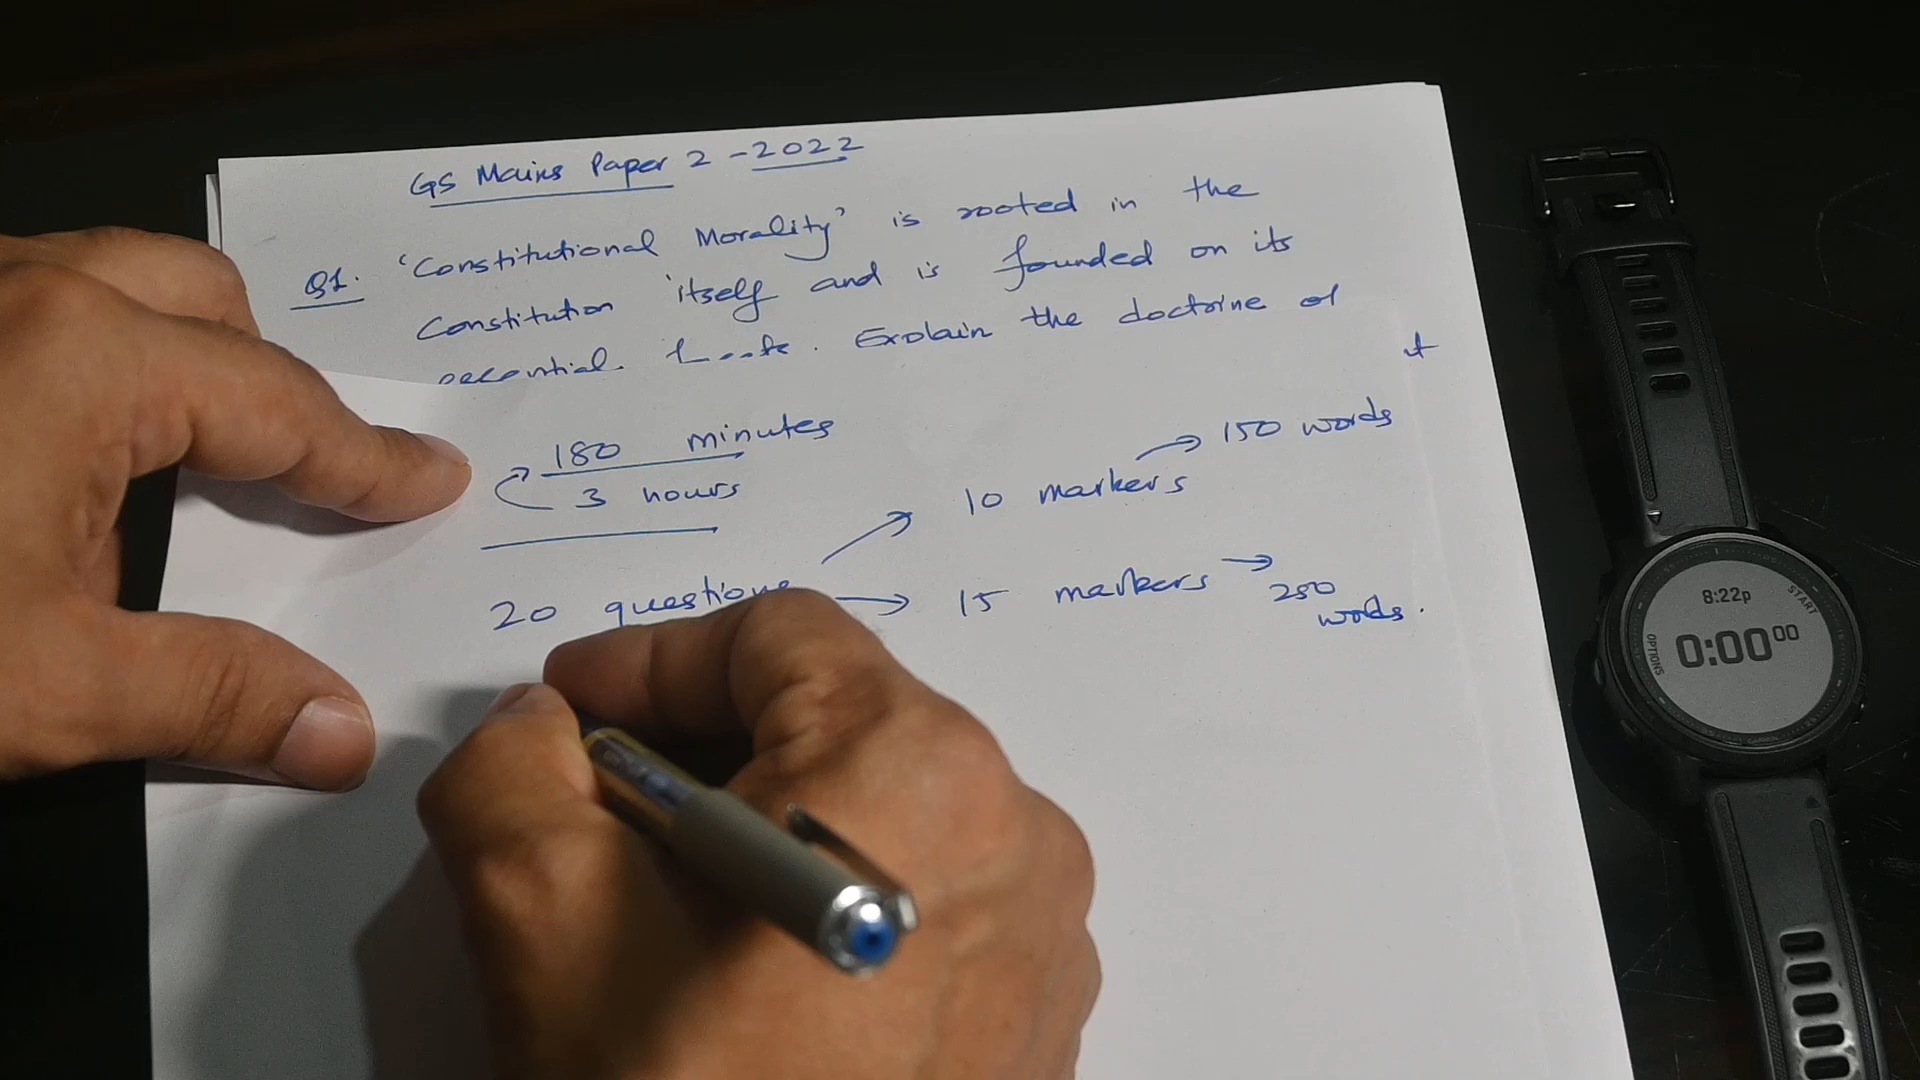 GS Mains Paper 2 - 2022
Q1. 'Constitutional Morality' is rooted in the
Constitution itself and is founded on its
essential. Explain the doctrine of
180 minutes
3 hours
20 questions
10 markers → 150 words
15 markers → 250
words.
8:22p
START
0:00 00
OPTIONS